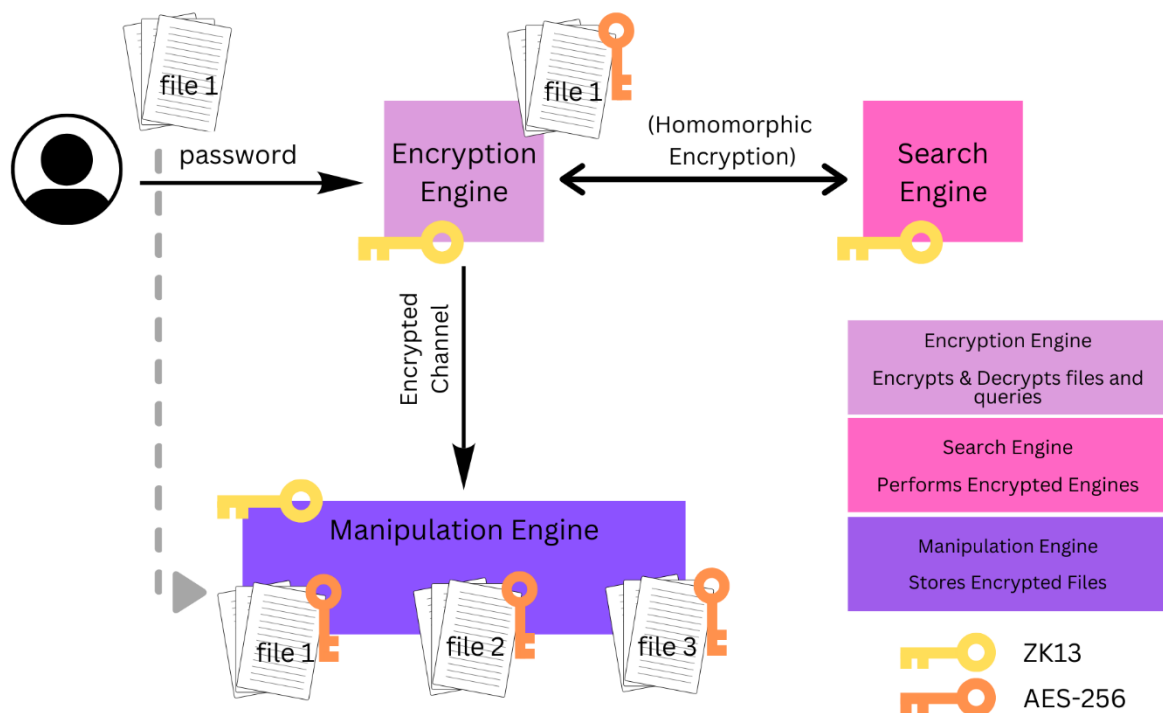 file 1
password
file 1
Encryption
Engine
(Homomorphic
Encryption)
Search
Engine
Encrypted
Channel
Manipulation Engine
file 1
file 2
file 3
Encryption Engine
Encrypts & Decrypts files and
queries
Search Engine
Performs Encrypted Engines
Manipulation Engine
Stores Encrypted Files
ZK13
AES-256